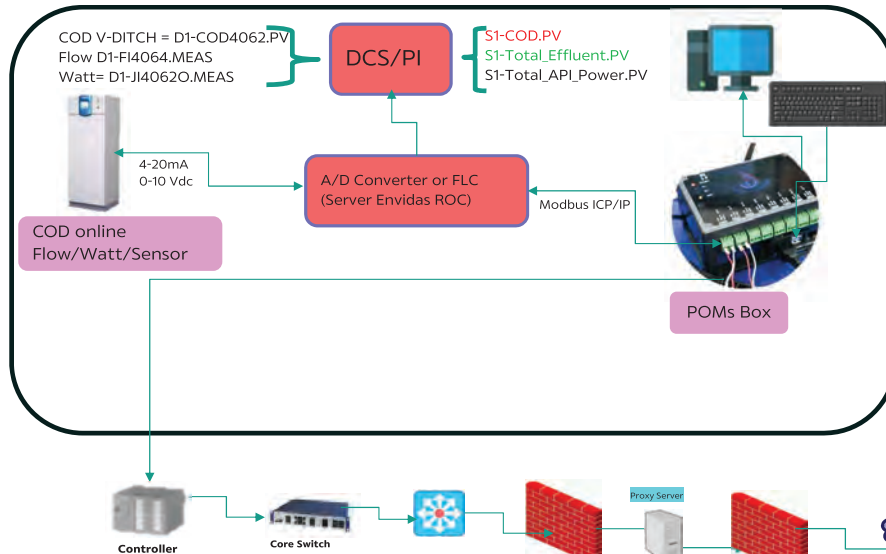 COD V-DITCH = D1-COD4062.PV
Flow D1-FI4064.MEAS
Watt= D1-JI4062O.MEAS
DCS/PI
S1-COD.PV
S1-Total_Effluent.PV
S1-Total_API_Power.PV
4-20mA
0-10 Vdc
A/D Converter or FLC
(Server Envidas ROC)
Modbus ICP/IP
COD online
Flow/Watt/Sensor
POMs Box
Proxy Server
Controller
Core Switch